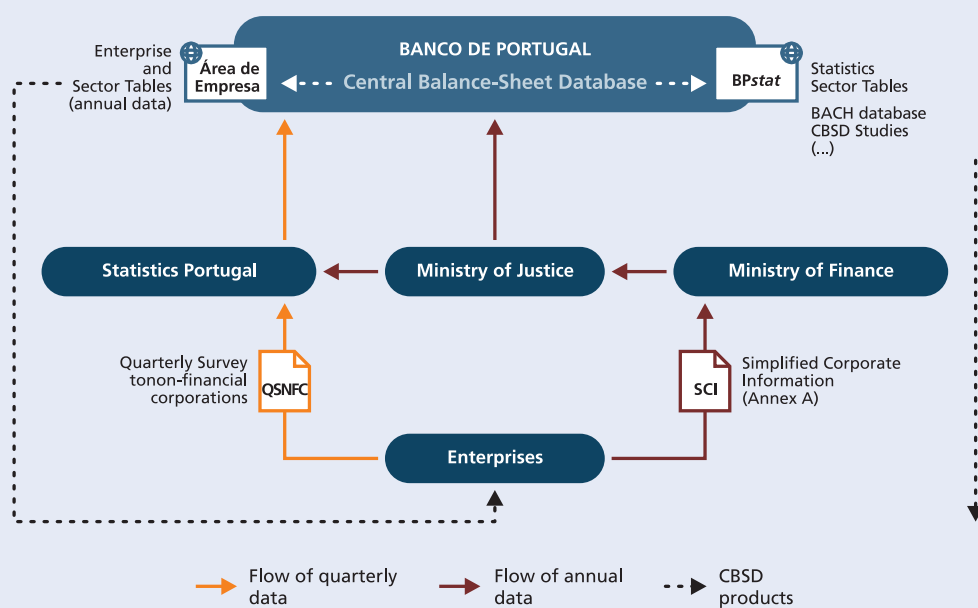 BANCO DE PORTUGAL
Central Balance-Sheet Database
Enterprise
and
Sector Tables
(annual data)
Área de
Empresa
BPstat
Statistics
Sector Tables
BACH database
CBSD Studies
(...)
Statistics Portugal
Ministry of Justice
Ministry of Finance
Quarterly Survey
tonon-financial
corporations
QSNFC
SCI
Simplified Corporate
Information
(Annex A)
Enterprises
Flow of quarterly
data
Flow of annual
data
CBSD
products